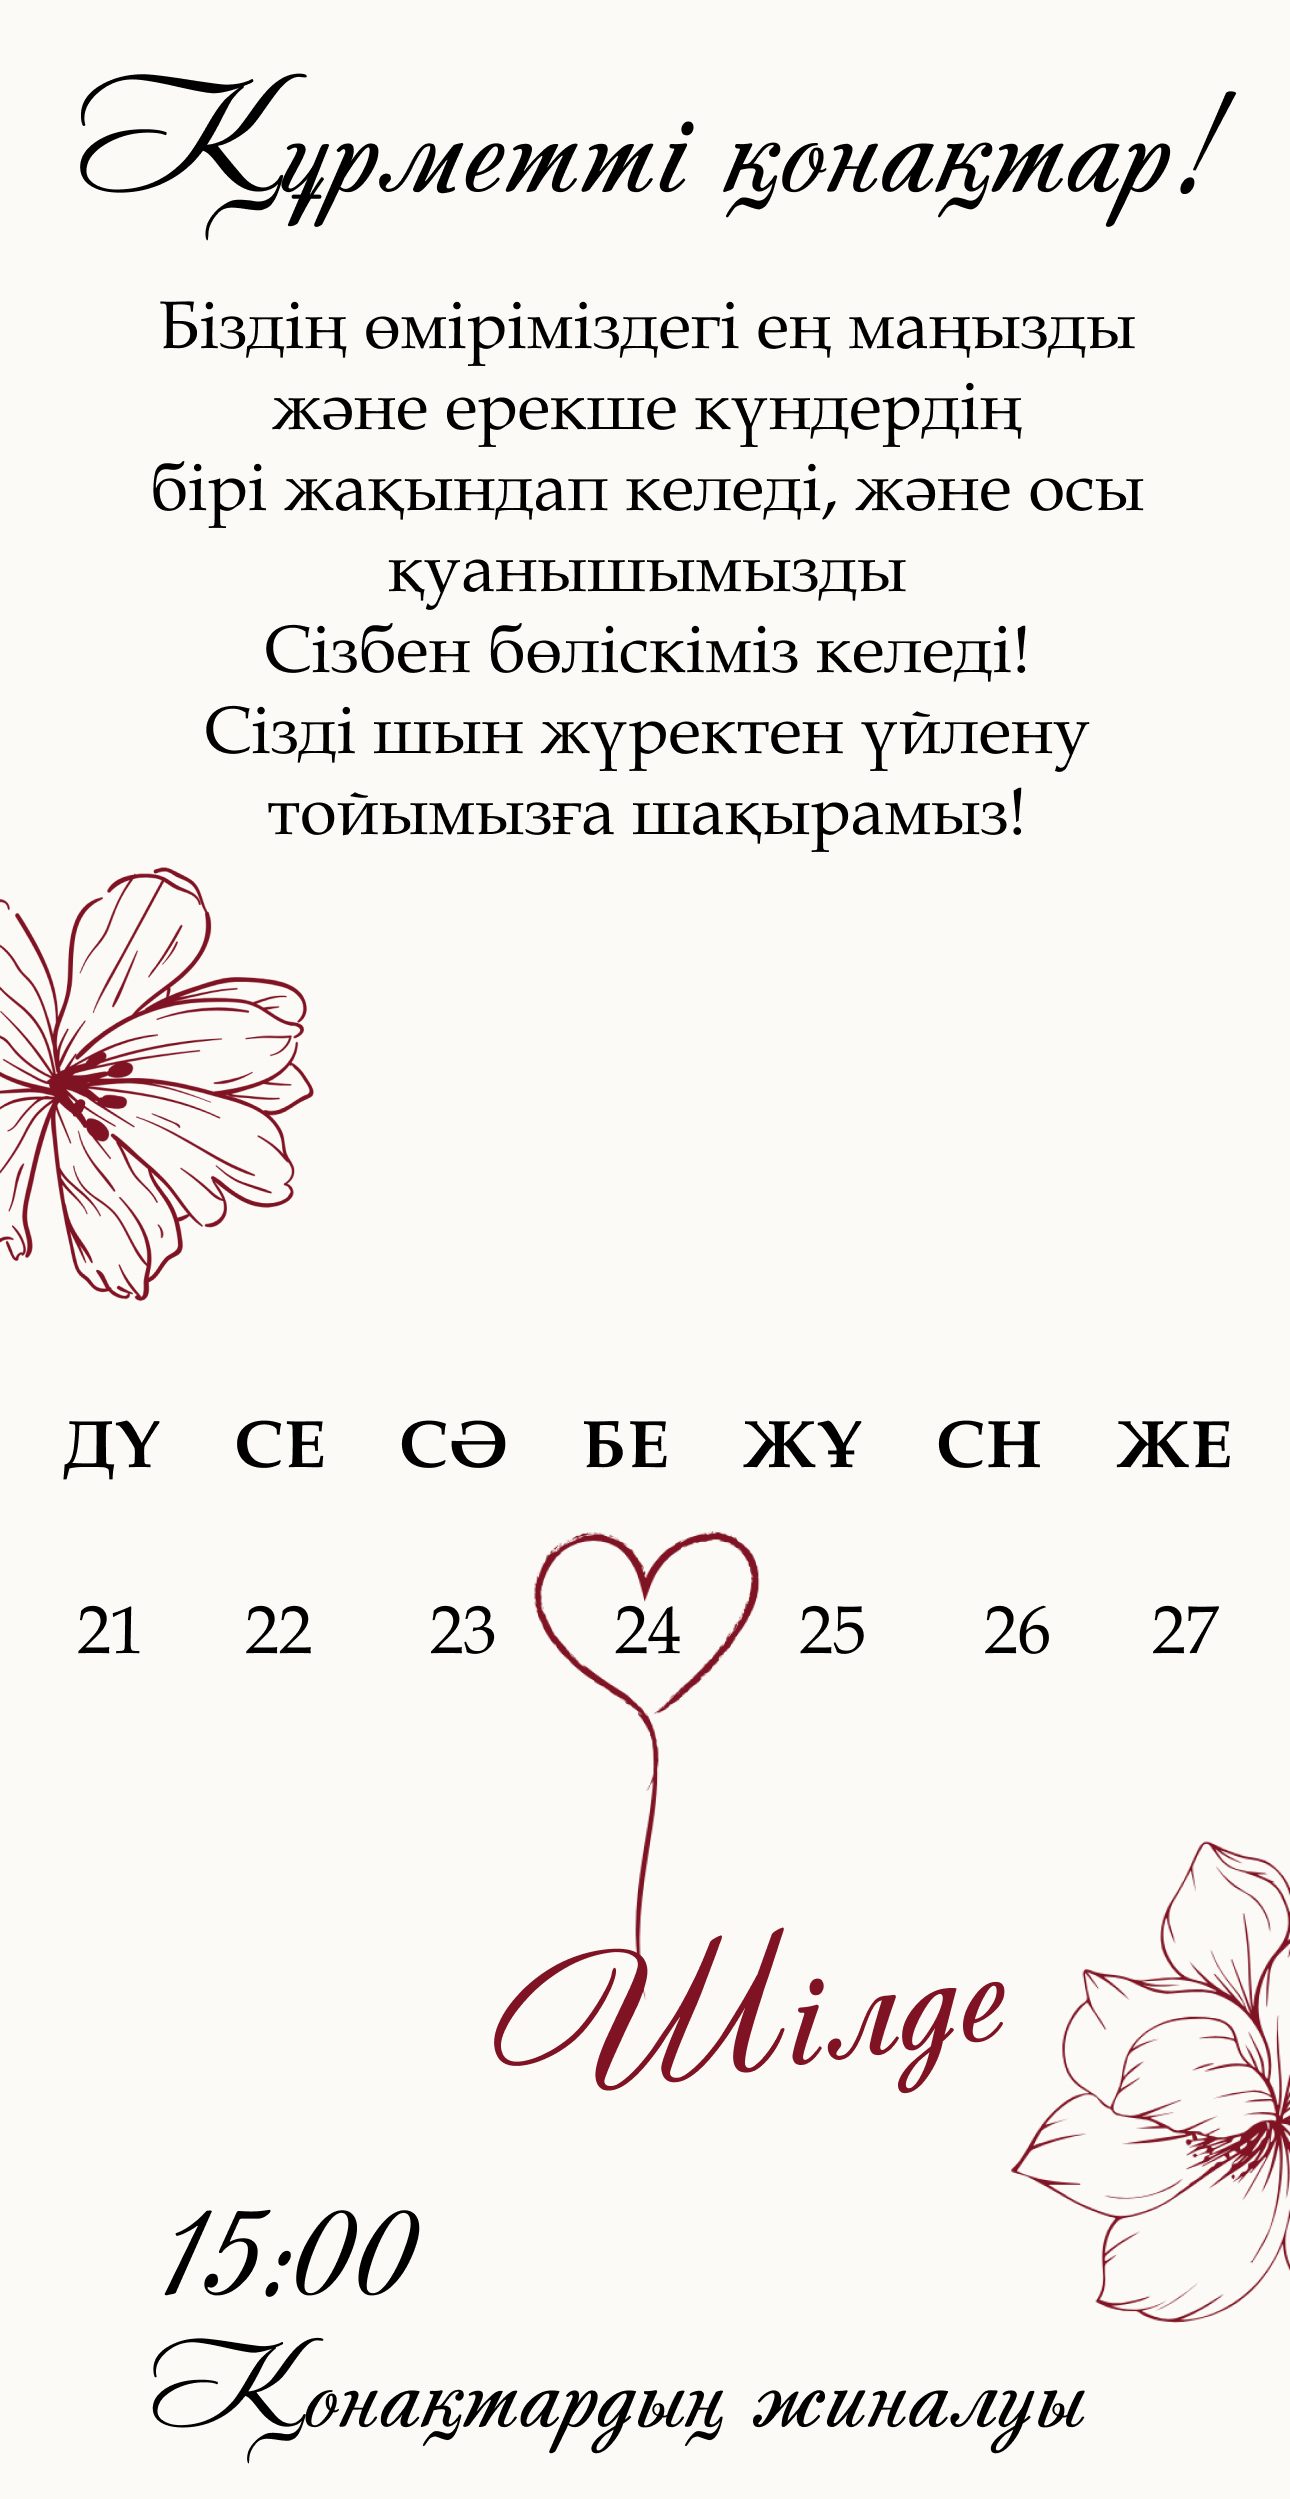 Құрметті қонақтар!
Біздің өміріміздегі ең маңызды
және ерекше күндердің
бірі жақындап келеді, және осы
қуанышымызды
Сізбен бөліскіміз келеді!
Сізді шын жүректен үйлену
тойымызға шақырамыз!
ДҮ СЕ СӘ БЕ ЖҰ СН ЖЕ
21 22 23 24 25 26 27
Шілде
15:00
Қонақтардың жиналуы